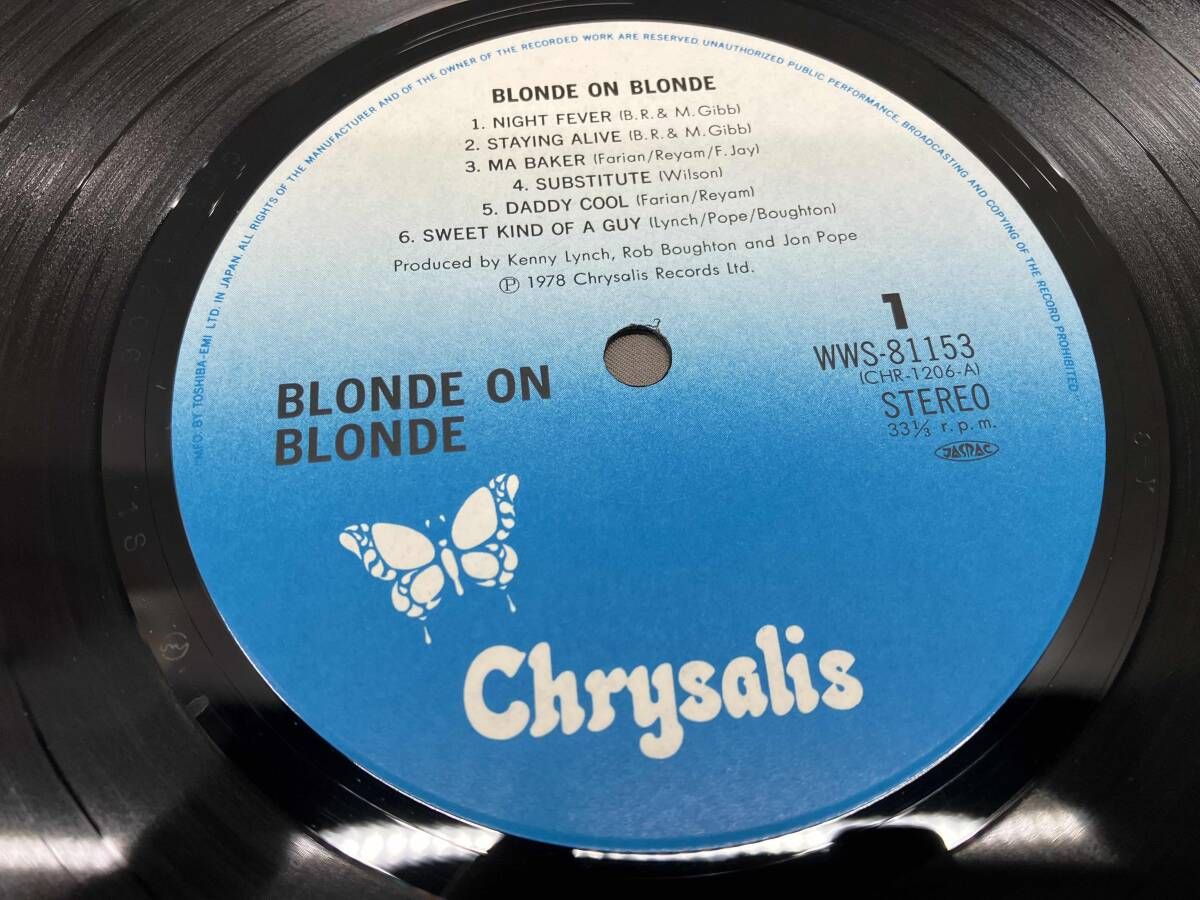 MFD. BY TOSHIBA-EMI LTD. IN JAPAN. ALL RIGHTS OF THE MANUFACTURER AND OF THE OWNER OF THE RECORDED WORK ARE RESERVED. UNAUTHORIZED PUBLIC PERFORMANCE, BROADCASTING AND COPYING OF THE RECORD PROHIBITED
BLONDE ON BLONDE
1. NIGHT FEVER (B.R.& M.Gibb)
2. STAYING ALIVE (B.R.& M.Gibb)
3. MA BAKER (Farian/Reyam/F.Jay)
4. SUBSTITUTE (Wilson)
5. DADDY COOL (Farian/Reyam)
6. SWEET KIND OF A GUY (Lynch/Pope/Boughton)
Produced by Kenny Lynch, Rob Boughton and Jon Pope
Ⓟ 1978 Chrysalis Records Ltd.
1
WWS-81153
(CHR-1206-A)
STEREO
33⅓ r.p.m.
JASRAC
BLONDE ON
BLONDE
Chrysalis